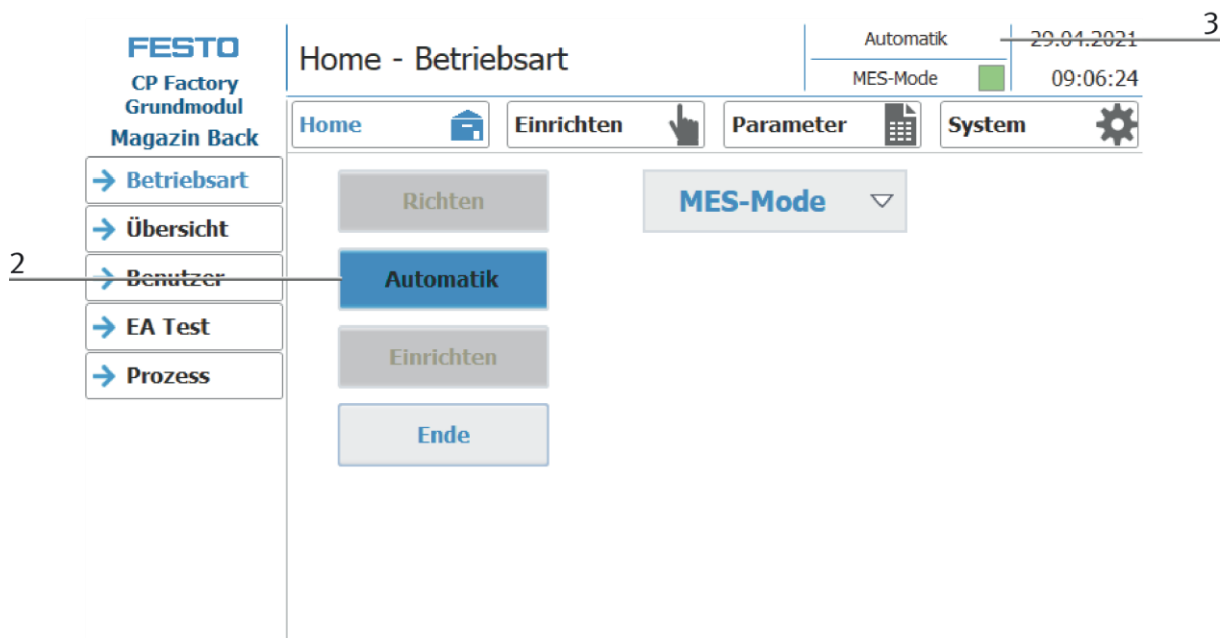 FESTO
CP Factory
Grundmodul
Magazin Back
Home - Betriebsart
Automatik
MES-Mode
29.04.2021
09:06:24
3
Home
Einrichten
Parameter
System
Betriebsart
Übersicht
Benutzer
EA Test
Prozess
2
Richten
Automatik
Einrichten
Ende
MES-Mode